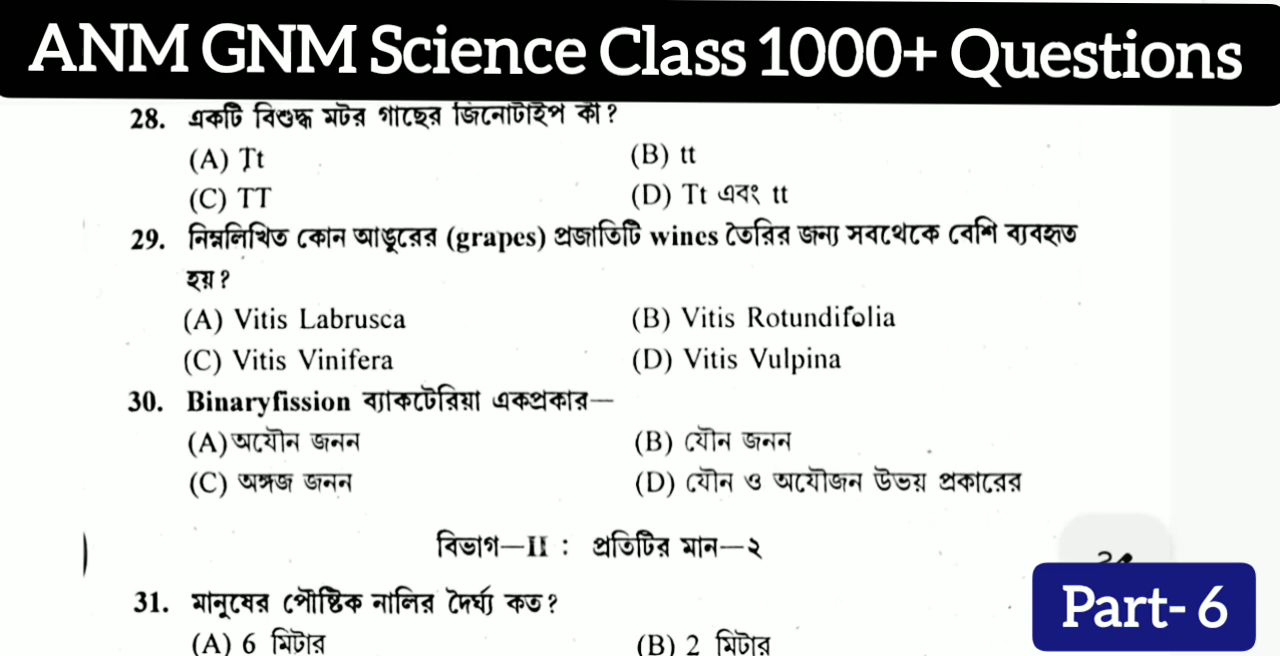 ANM GNM Science Class 1000+ Questions
28. একটি বিশুদ্ধ মটর গাছের জিনোটাইপ কী ?
(A) Tt (B) tt
(C) TT (D) Tt এবং tt
29. নিম্নলিখিত কোন আঙুরের (grapes) প্রজাতিটি wines তৈরির জন্য সবথেকে বেশি ব্যবহৃত
হয় ?
(A) Vitis Labrusca (B) Vitis Rotundifolia
(C) Vitis Vinifera (D) Vitis Vulpina
30. Binaryfission ব্যাকটেরিয়া একপ্রকার—
(A) অযৌন জনন (B) যৌন জনন
(C) অঙ্গজ জনন (D) যৌন ও অযৌজন উভয় প্রকারের
বিভাগ—II : প্রতিটির মান—২
31. মানুষের পৌষ্টিক নালির দৈর্ঘ্য কত ?
(A) 6 মিটার (B) 2 মিটার
Part- 6